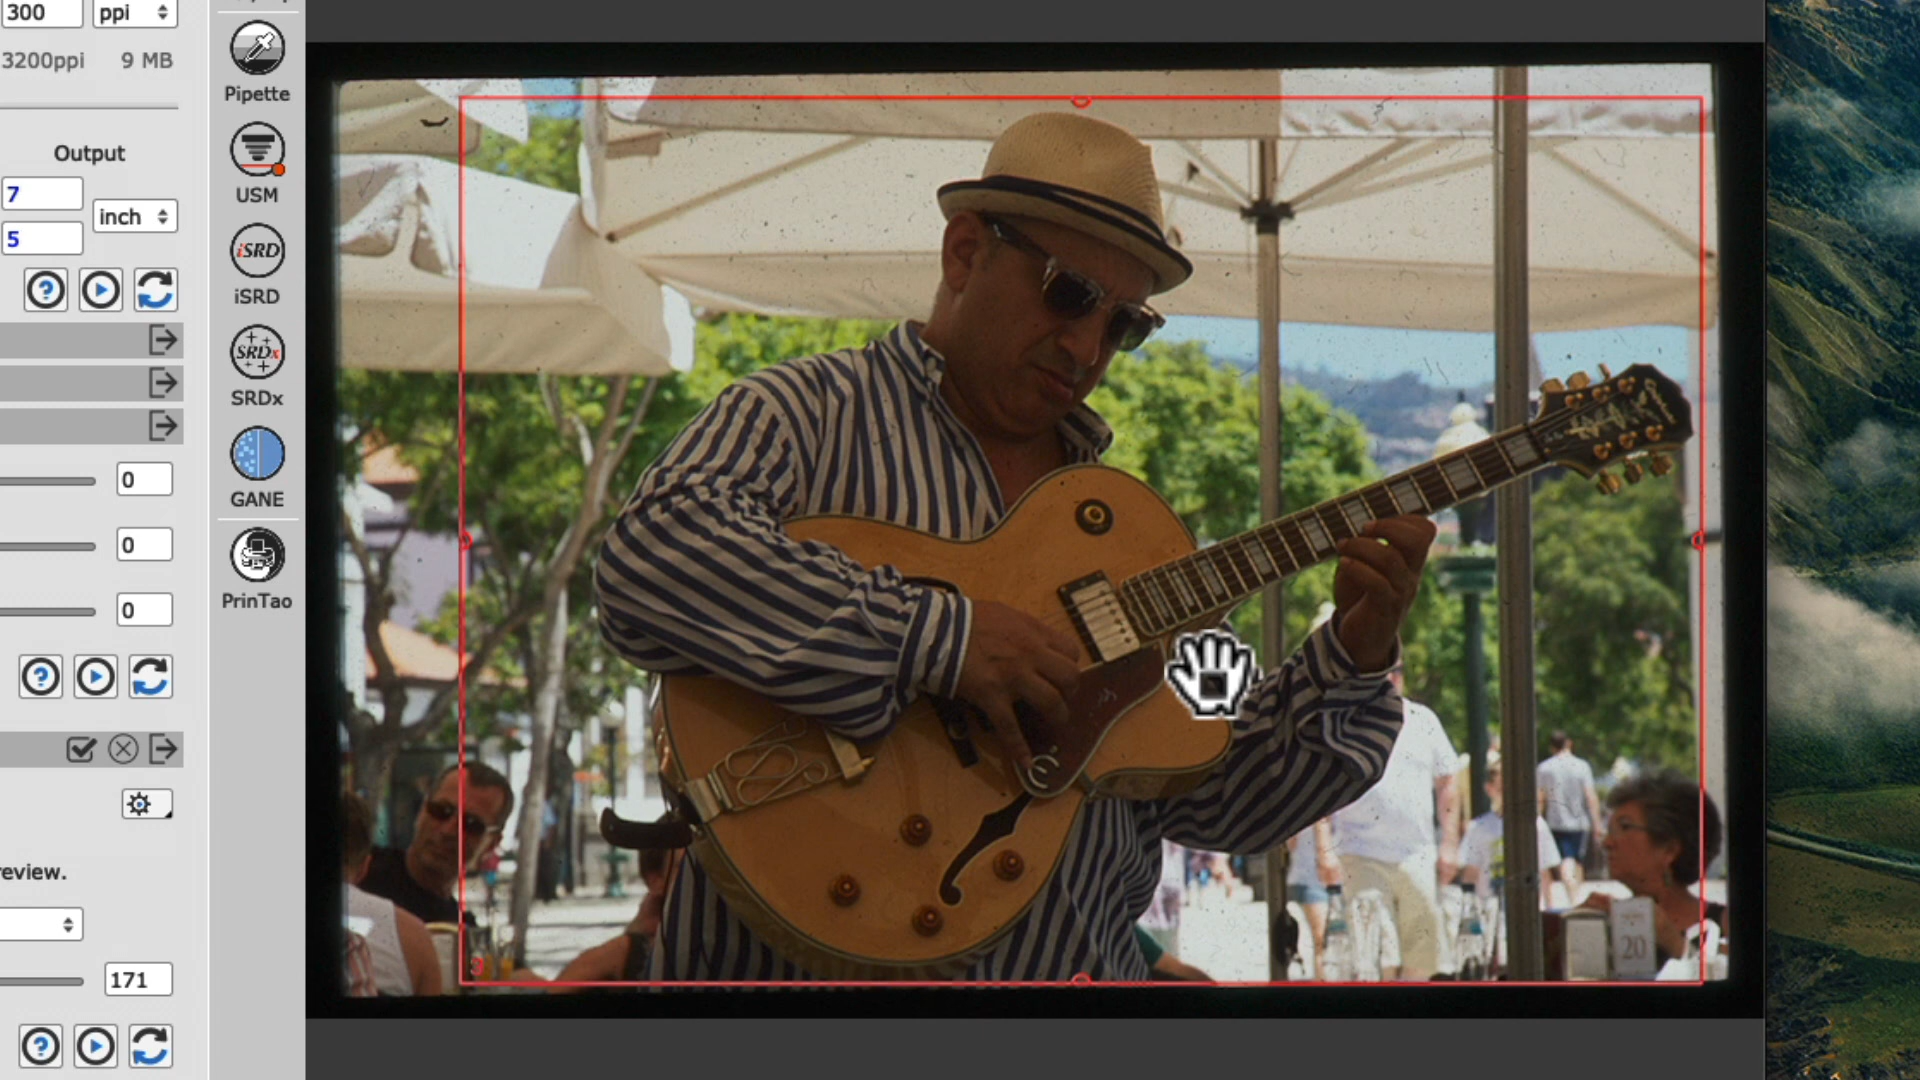 300 ppi
3200ppi 9 MB
Pipette
Output
7
inch
5
USM
iSRD
iSRD
SRDx
SRDx
0
GANE
0
PrinTao
0
eview.
171
3
20